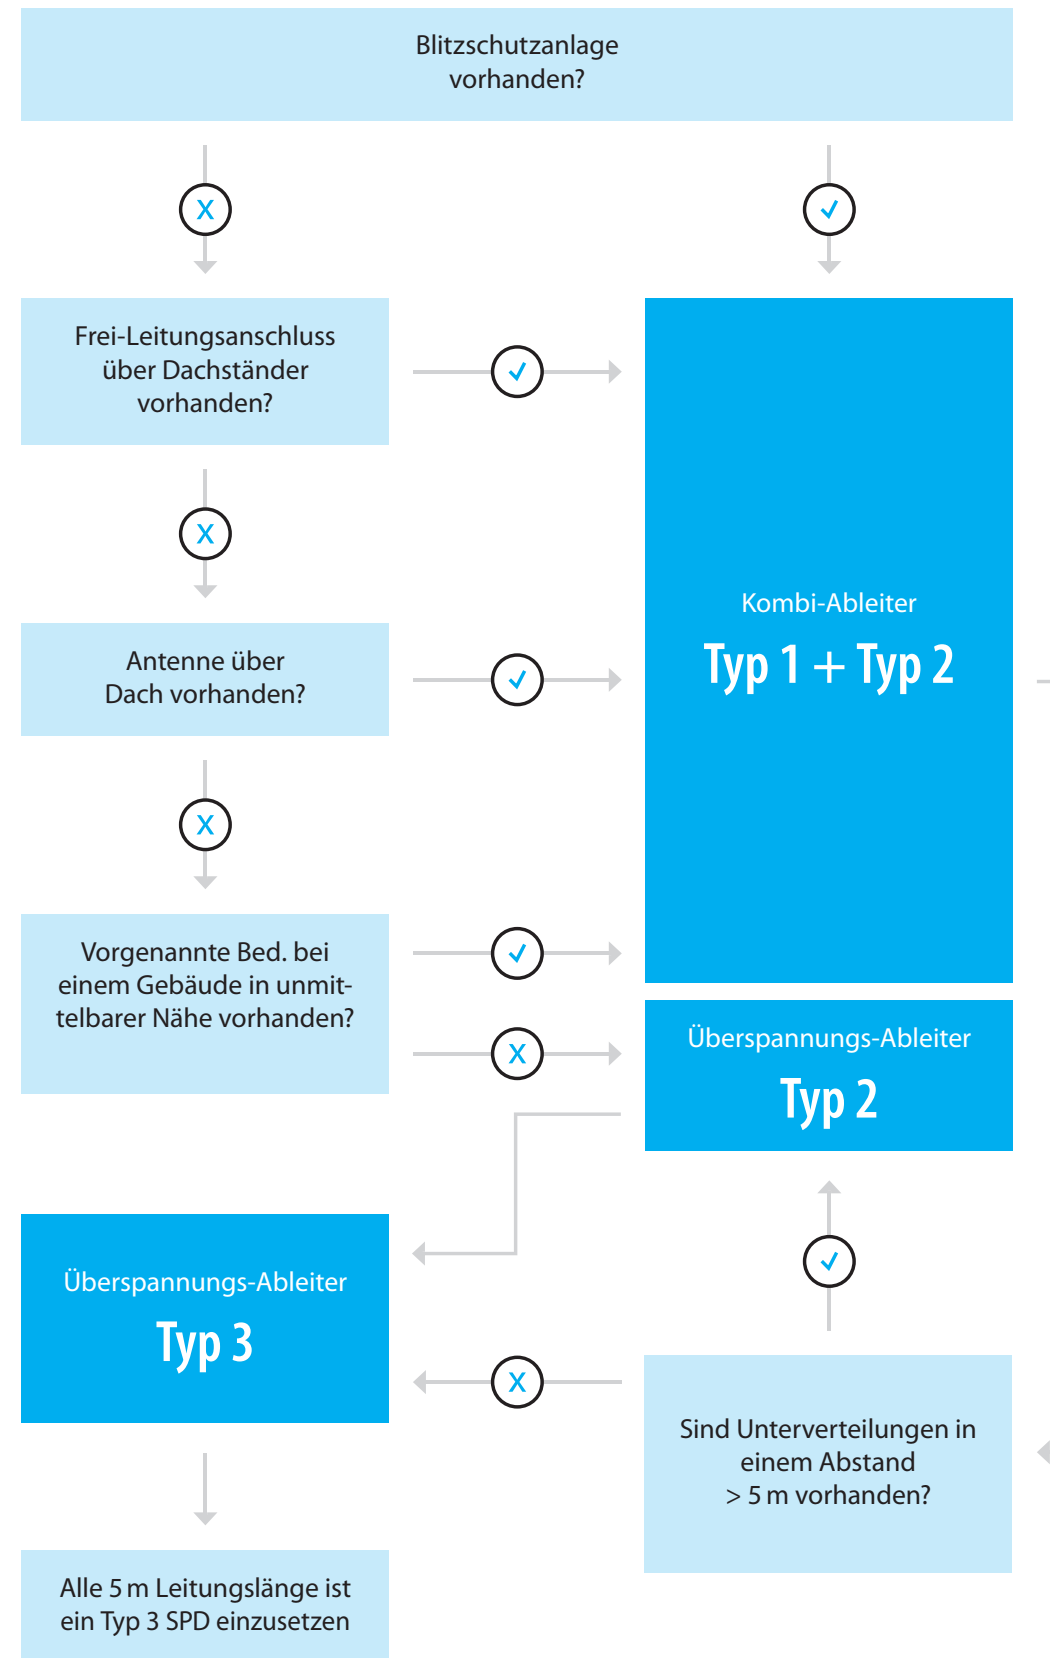 Blitzschutzanlage
vorhanden?
X
✓
Frei-Leitungsanschluss
über Dachständer
vorhanden?
✓
X
Antenne über
Dach vorhanden?
✓
Kombi-Ableiter
Typ 1 + Typ 2
X
Vorgenannte Bed. bei
einem Gebäude in unmit-
telbarer Nähe vorhanden?
✓
X
Überspannungs-Ableiter
Typ 2
✓
Überspannungs-Ableiter
Typ 3
X
Sind Unterverteilungen in
einem Abstand
> 5 m vorhanden?
Alle 5 m Leitungslänge ist
ein Typ 3 SPD einzusetzen